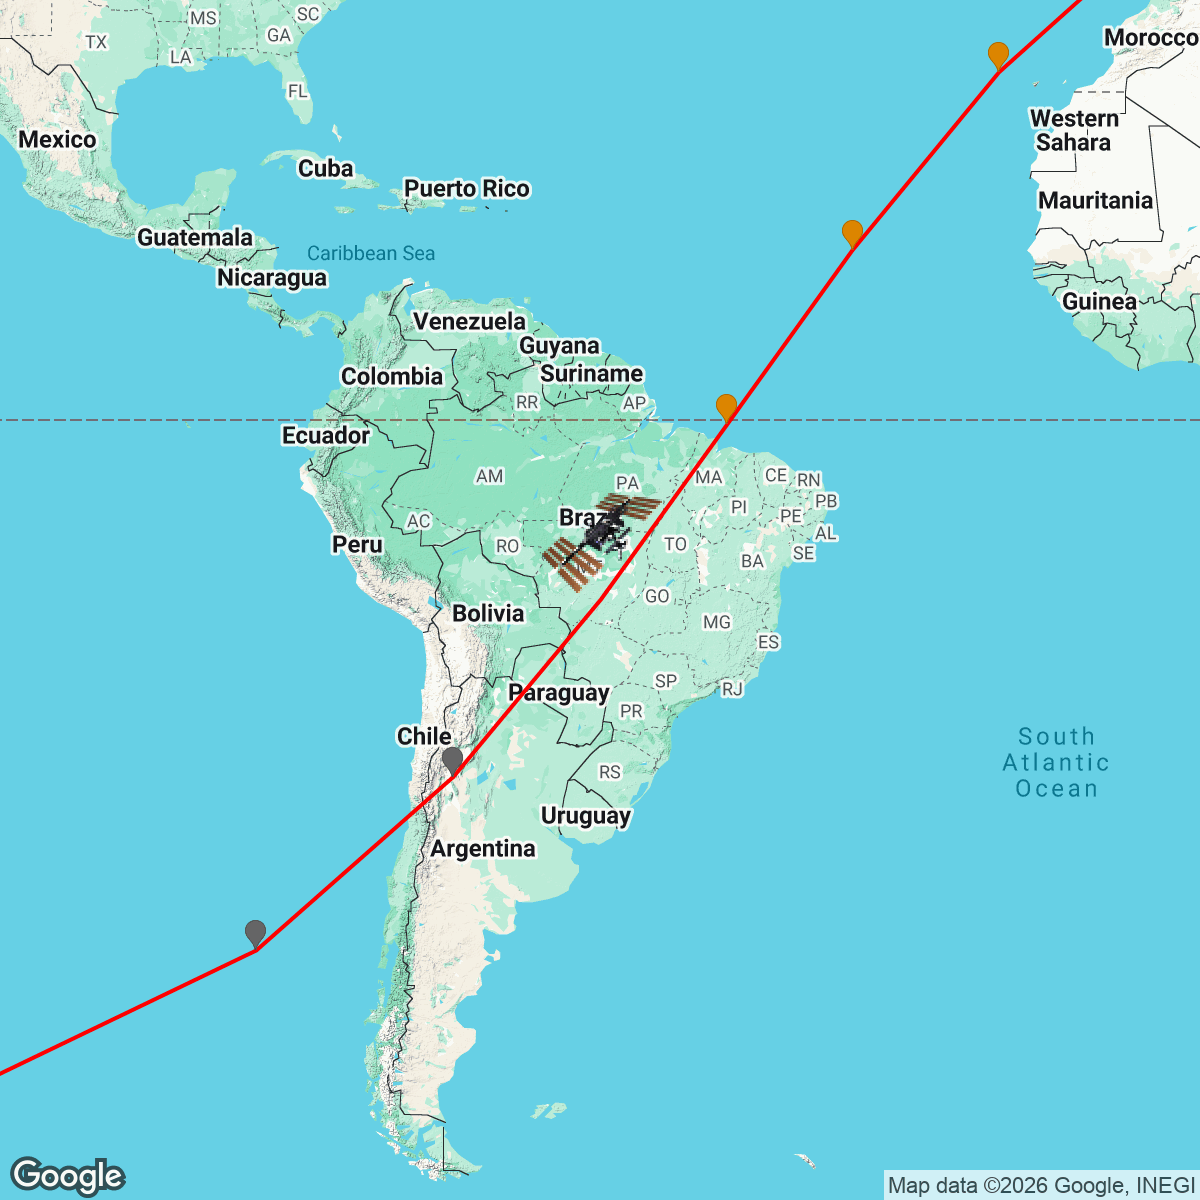 SC
MS
GA
TX
LA
FL
Morocco
Mexico
Western
Sahara
Cuba
Puerto Rico
Mauritania
Guatemala
Caribbean Sea
Nicaragua
Guinea
Venezuela
Guyana
Suriname
Colombia
RR
AP
Ecuador
AM
PA
MA
CE
RN
PI
PB
PE
AC
AL
Peru
RO
TO
BA
SE
GO
Bolivia
MG
ES
SP
RJ
Paraguay
PR
Chile
South
Atlantic
Ocean
RS
Uruguay
Argentina
Google
Map data ©2026 Google, INEGI